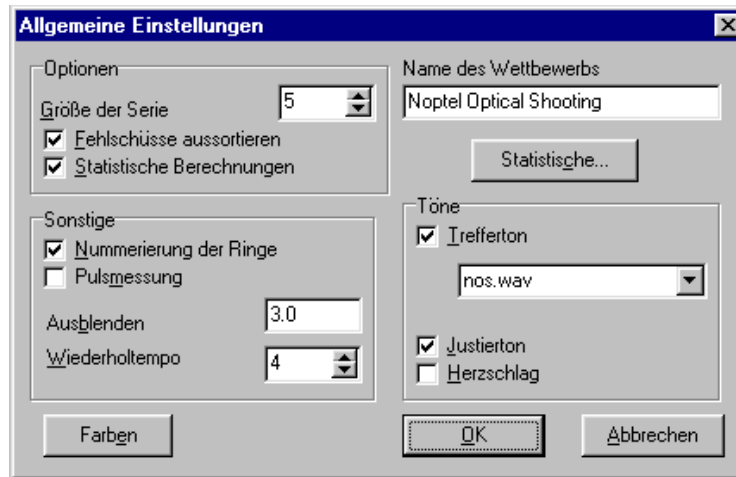 Allgemeine Einstellungen
Optionen
Größe der Serie 5
Fehlschüsse aussortieren
Statistische Berechnungen
Name des Wettbewerbs
Noptel Optical Shooting
Statistische...
Sonstige
Nummerierung der Ringe
Pulsmessung
Ausblenden 3.0
Wiederholtempo 4
Töne
Trefferton
nos.wav
Justierton
Herzschlag
Farben
OK
Abbrechen